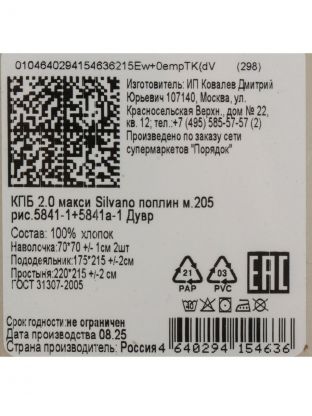 0104640294154636215Ew+0empTK(dV (298)
Изготовитель: ИП Ковалев Дмитрий
Юрьевич 107140, Москва, ул.
Красносельская Верхн., дом № 22,
кв. 12; тел.:+7 (495) 585-57-57 (2)
Произведено по заказу сети
супермаркетов "Порядок"
КПБ 2.0 макси Silvano поплин м.205
рис.5841-1+5841а-1 Дувр
Состав: 100% хлопок
Наволочка:70*70 +/-1см 2шт
Пододеяльник:175*215 +/-2см
Простыня:220*215 +/-2см
ГОСТ 31307-2005
21 PAP
03 PVC
EAC
Срок годности:не ограничен
Дата производства: 08.25
Страна производитель: Россия
4 640294 154636